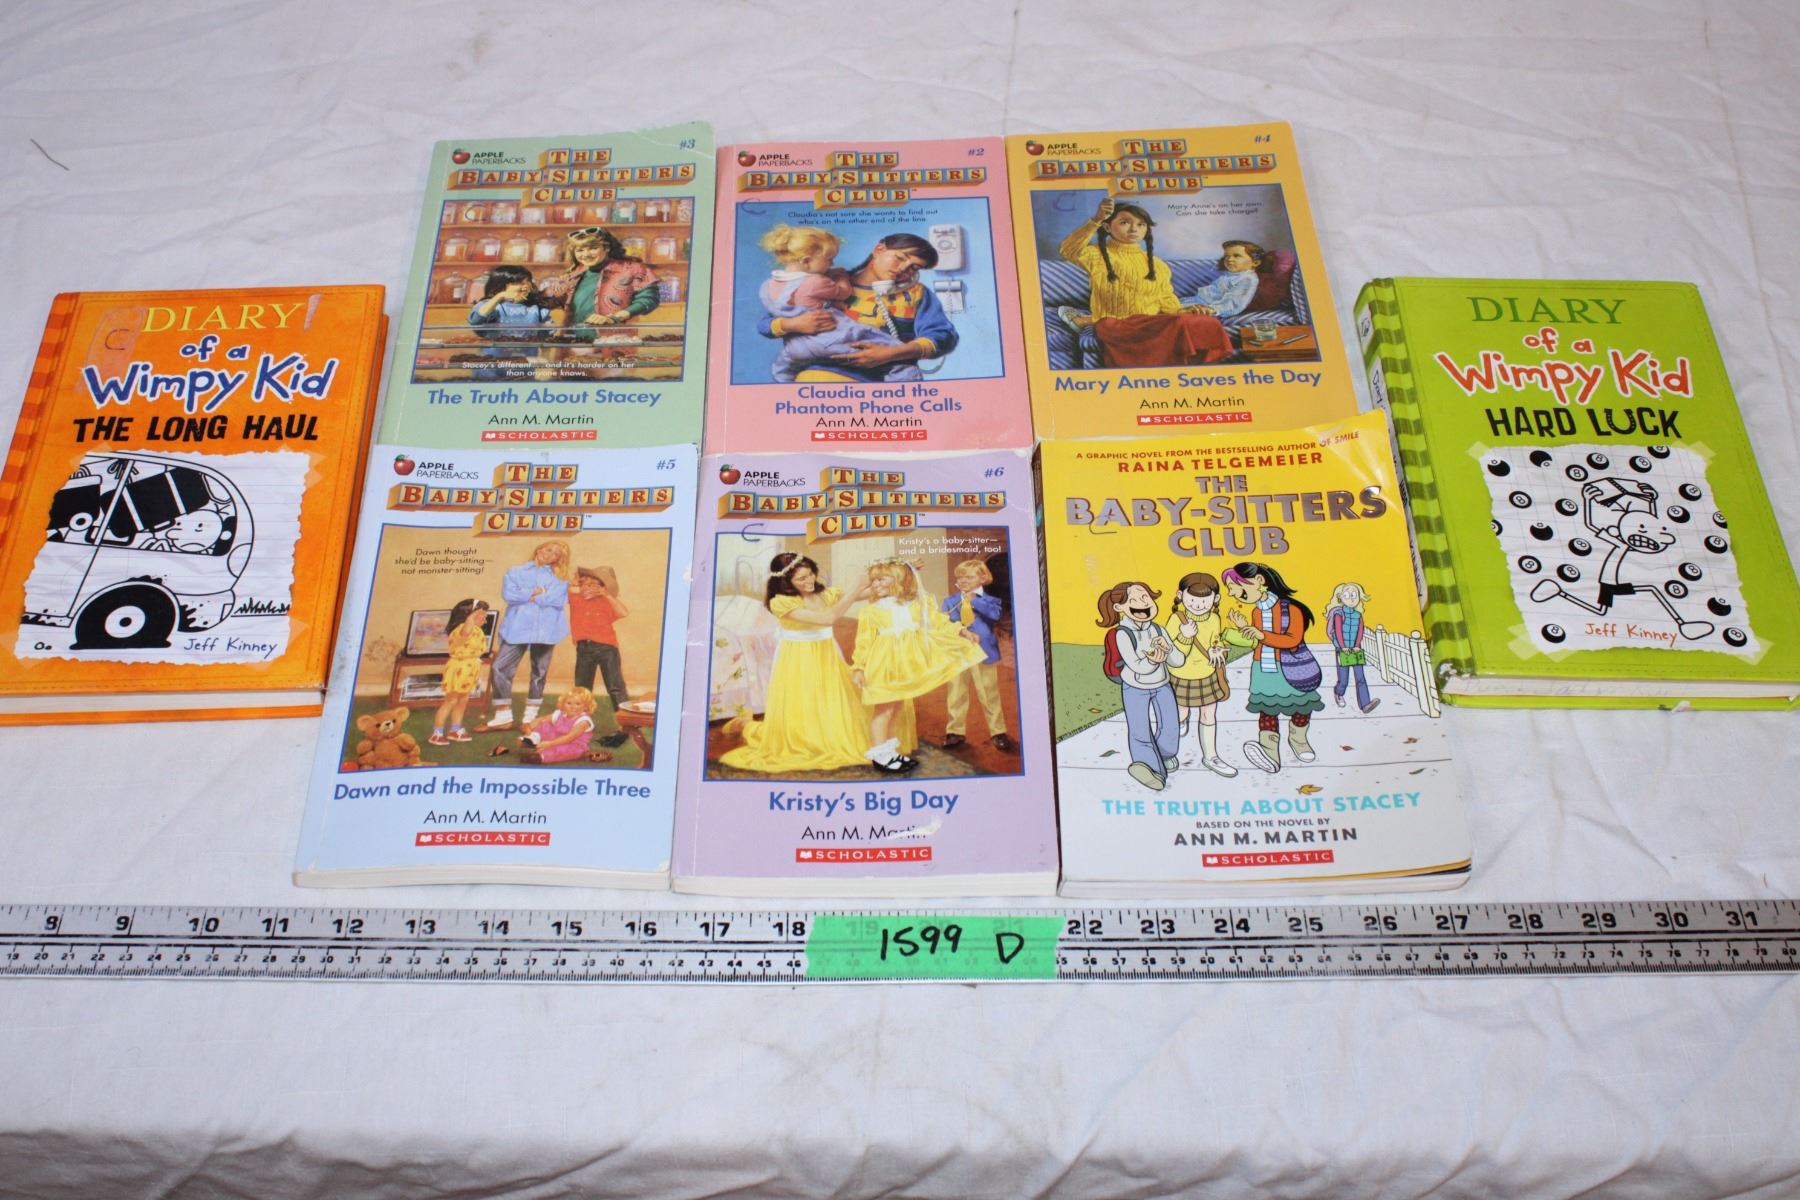 DIARY
of a
Wimpy Kid
THE LONG HAUL
Jeff Kinney
APPLE
PAPERBACKS
#3
THE
BABY-SITTERS
CLUB™
Stacey's different... and it's harder on her
than anyone knows.
The Truth About Stacey
Ann M. Martin
SCHOLASTIC
APPLE
PAPERBACKS
#2
THE
BABY-SITTERS
CLUB™
Claudia's not sure she wants to find out
who's on the other end of the line.
Claudia and the
Phantom Phone Calls
Ann M. Martin
SCHOLASTIC
APPLE
PAPERBACKS
#4
THE
BABY-SITTERS
CLUB™
Mary Anne's on her own.
Can she take charge?
Mary Anne Saves the Day
Ann M. Martin
SCHOLASTIC
DIARY
of a
Wimpy Kid
HARD LUCK
Jeff Kinney
APPLE
PAPERBACKS
#5
THE
BABY-SITTERS
CLUB™
Dawn thought
she'd be baby-sitting—
not monster-sitting!
Dawn and the Impossible Three
Ann M. Martin
SCHOLASTIC
APPLE
PAPERBACKS
#6
THE
BABY-SITTERS
CLUB™
Kristy's a baby-sitter—
and a bridesmaid, too!
Kristy's Big Day
Ann M. Martin
SCHOLASTIC
A GRAPHIC NOVEL FROM THE BESTSELLING AUTHOR OF SMILE
RAINA TELGEMEIER
THE
BABY-SITTERS
CLUB
THE TRUTH ABOUT STACEY
BASED ON THE NOVEL BY
ANN M. MARTIN
SCHOLASTIC
8 9 10 11 12 13 14 15 16 17 18 22 23 24 25 26 27 28 29 30 31
1599 D